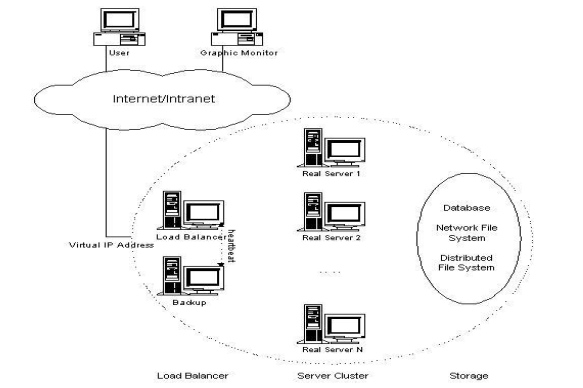 User
Graphic Monitor
Internet/Intranet
Real Server 1
Load Balancer
heartbeat
Virtual IP Address
Backup
Real Server 2
. . . .
Real Server N
Database
Network File
System
Distributed
File System
Load Balancer
Server Cluster
Storage